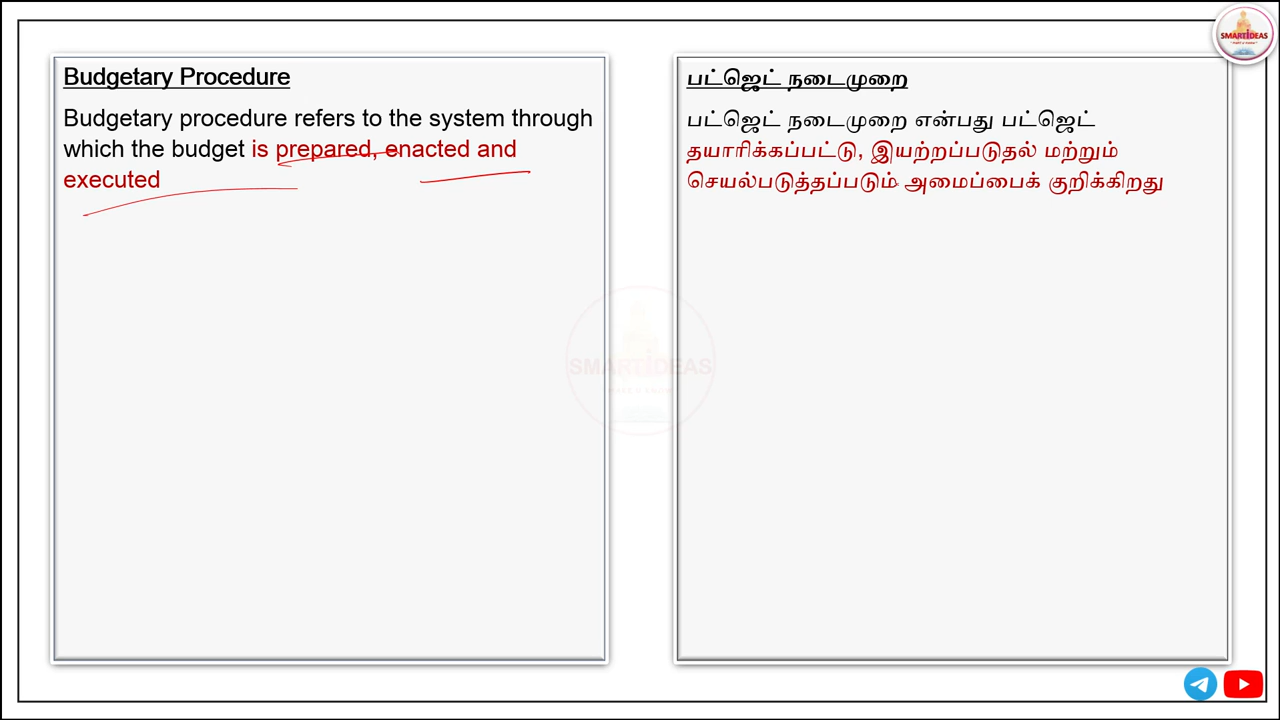 Budgetary Procedure
Budgetary procedure refers to the system through
which the budget is prepared, enacted and
executed
பட்ஜெட் நடைமுறை
பட்ஜெட் நடைமுறை என்பது பட்ஜெட்
தயாரிக்கப்பட்டு, இயற்றப்படுதல் மற்றும்
செயல்படுத்தப்படும் அமைப்பைக் குறிக்கிறது
SMARTIDEAS
SMARTIDEAS